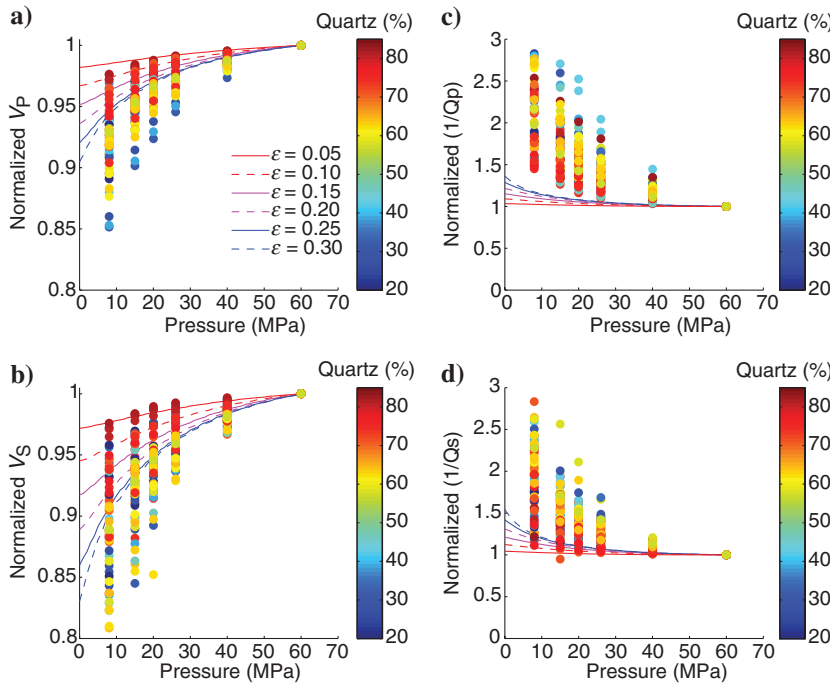 a)
Quartz (%)
1
0.95
0.9
0.85
0.8
Normalized VP
ε = 0.05
ε = 0.10
ε = 0.15
ε = 0.20
ε = 0.25
ε = 0.30
0 10 20 30 40 50 60 70
Pressure (MPa)
80
70
60
50
40
30
20
c)
Quartz (%)
3
2.5
2
1.5
1
0.5
0
Normalized (1/Qp)
0 10 20 30 40 50 60 70
Pressure (MPa)
80
70
60
50
40
30
20
b)
Quartz (%)
1
0.95
0.9
0.85
0.8
Normalized VS
0 10 20 30 40 50 60 70
Pressure (MPa)
80
70
60
50
40
30
20
d)
Quartz (%)
3
2.5
2
1.5
1
0.5
0
Normalized (1/Qs)
0 10 20 30 40 50 60 70
Pressure (MPa)
80
70
60
50
40
30
20